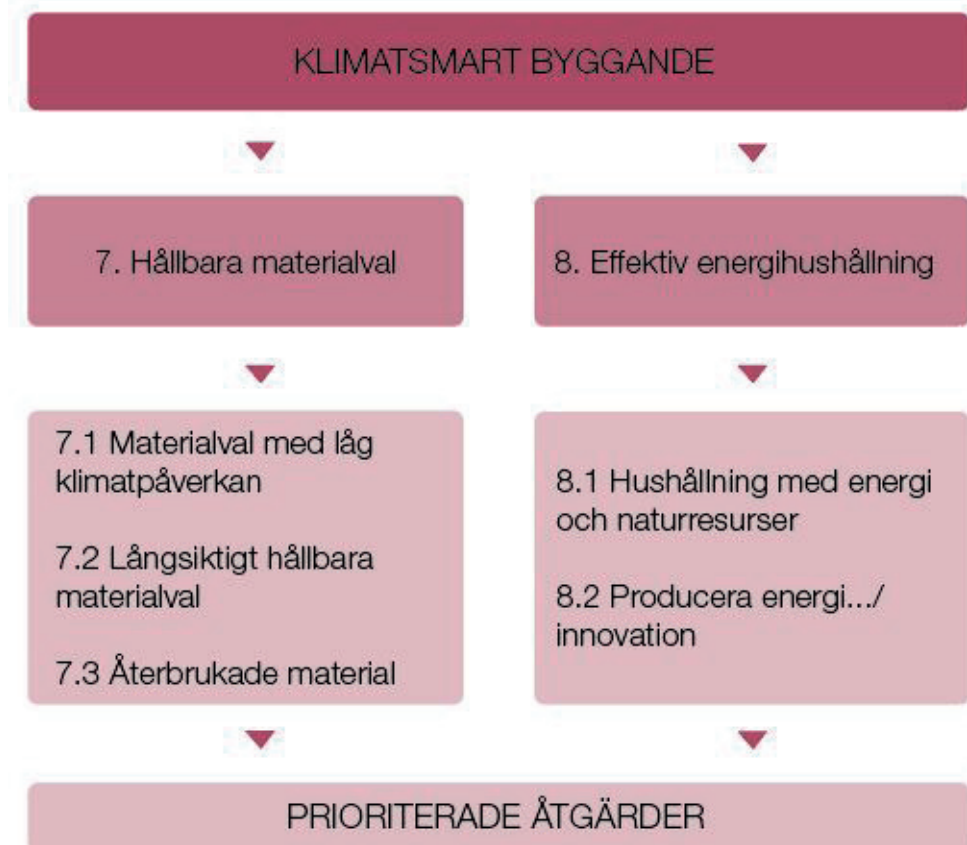 KLIMATSMART BYGGANDE
7. Hållbara materialval
7.1 Materialval med låg
klimatpåverkan
7.2 Långsiktigt hållbara
materialval
7.3 Återbrukade material
8. Effektiv energihushållning
8.1 Hushållning med energi
och naturresurser
8.2 Producera energi.../
innovation
PRIORITERADE ÅTGÄRDER